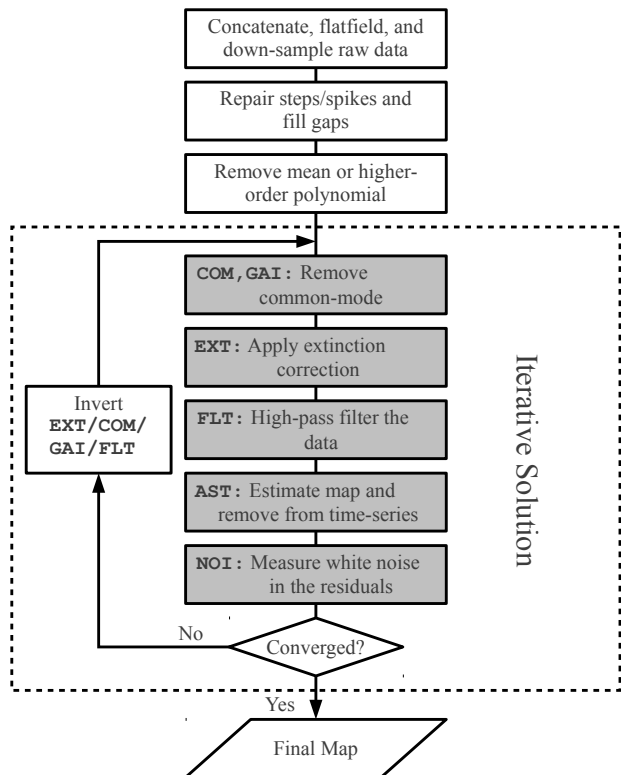 Concatenate, flatfield, and
down-sample raw data
Repair steps/spikes and
fill gaps
Remove mean or higher-
order polynomial
COM,GAI: Remove
common-mode
EXT: Apply extinction
correction
FLT: High-pass filter the
data
AST: Estimate map and
remove from time-series
NOI: Measure white noise
in the residuals
Invert
EXT/COM/
GAI/FLT
Iterative Solution
No
Converged?
Yes
Final Map